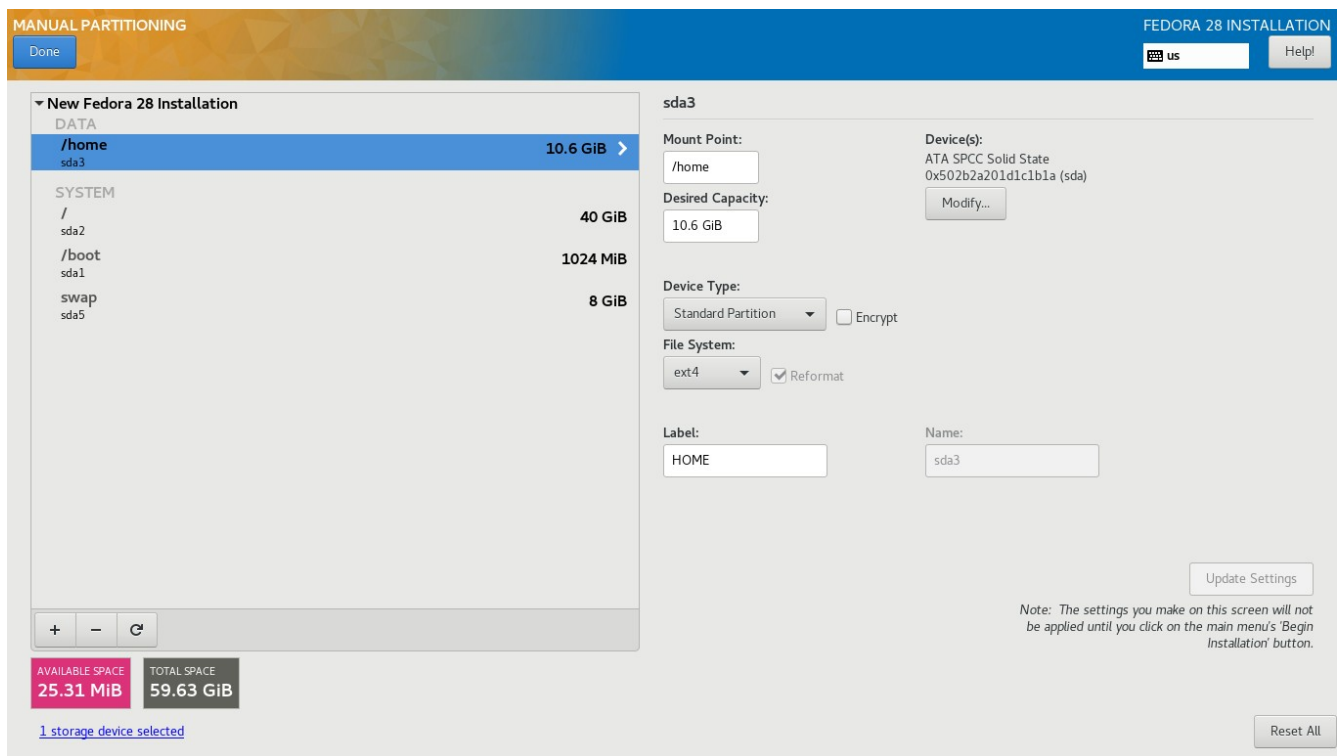 MANUAL PARTITIONING
FEDORA 28 INSTALLATION
Done
us
Help!
New Fedora 28 Installation
DATA
/home
10.6 GiB
sda3
SYSTEM
/
40 GiB
sda2
/boot
1024 MiB
sda1
swap
8 GiB
sda5
sda3
Mount Point:
/home
Device(s):
ATA SPCC Solid State
0x502b2a201d1c1b1a (sda)
Modify...
Desired Capacity:
10.6 GiB
Device Type:
Standard Partition
Encrypt
File System:
ext4
Reformat
Label:
HOME
Name:
sda3
Update Settings
Note: The settings you make on this screen will not
be applied until you click on the main menu's 'Begin
Installation' button.
+ −
AVAILABLE SPACE
25.31 MiB
TOTAL SPACE
59.63 GiB
1 storage device selected
Reset All